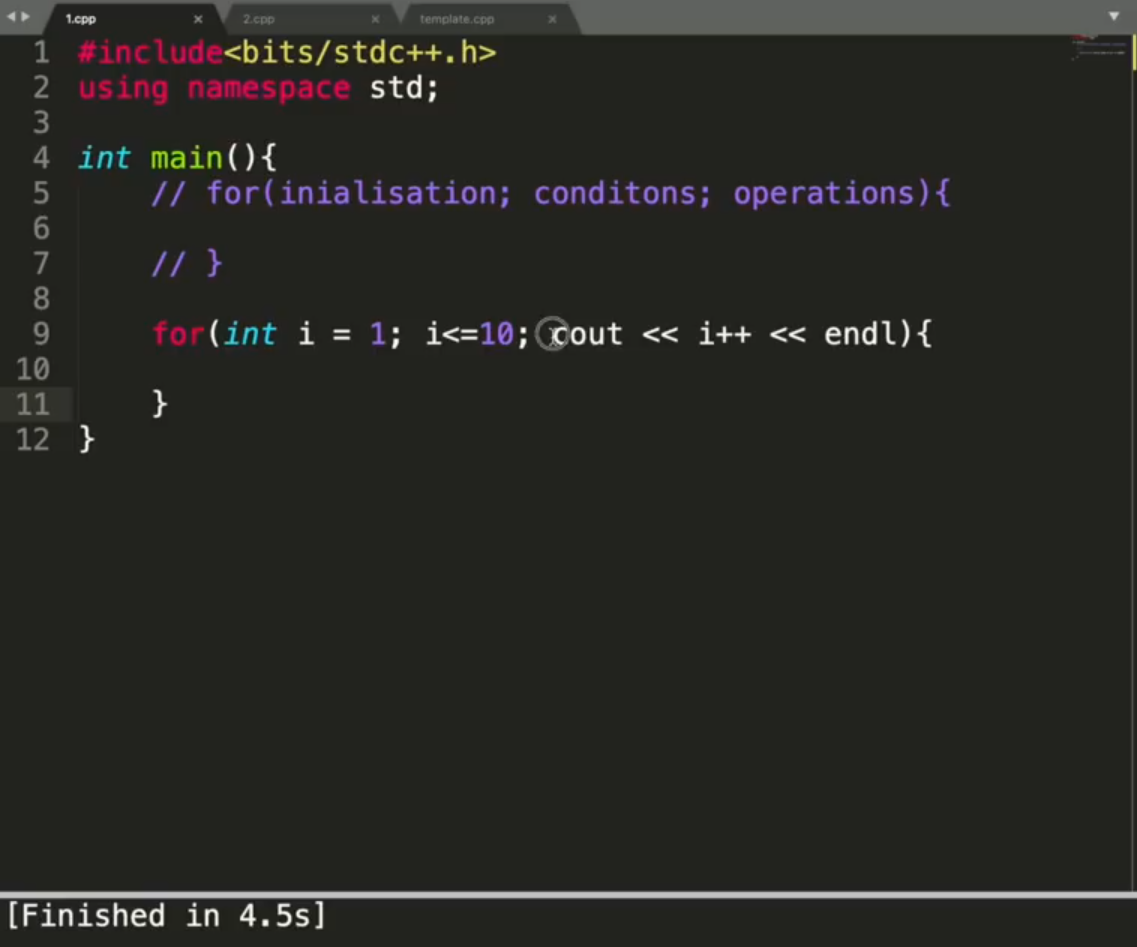 1.cpp 2.cpp template.cpp
1 #include<bits/stdc++.h>
2 using namespace std;
3
4 int main(){
5 // for(inialisation; conditons; operations){
6
7 // }
8
9 for(int i = 1; i<=10; cout << i++ << endl){
10
11 }
12 }
[Finished in 4.5s]